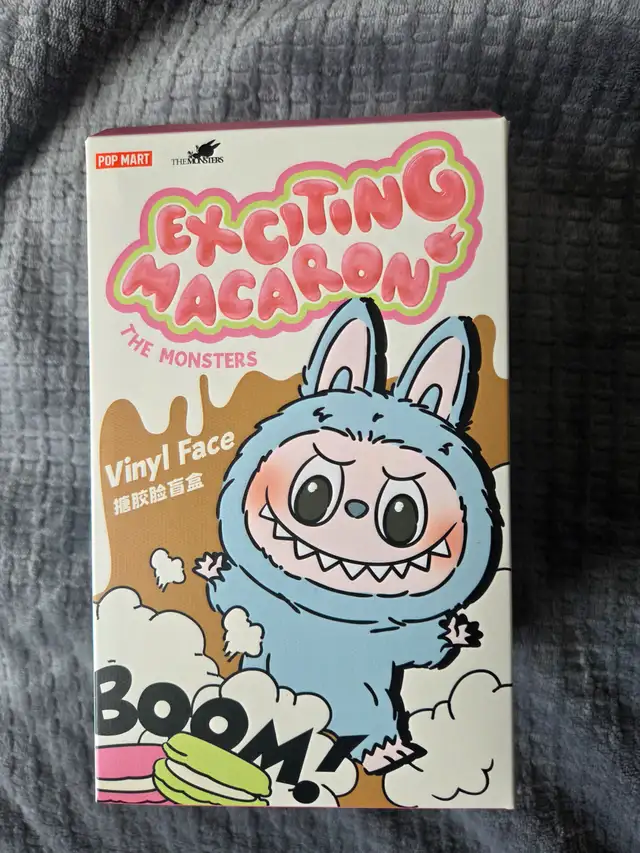 POP MART
THE MONSTERS
EXCITING
MACARON
THE MONSTERS
Vinyl Face
搪胶脸盲盒
BOOM!